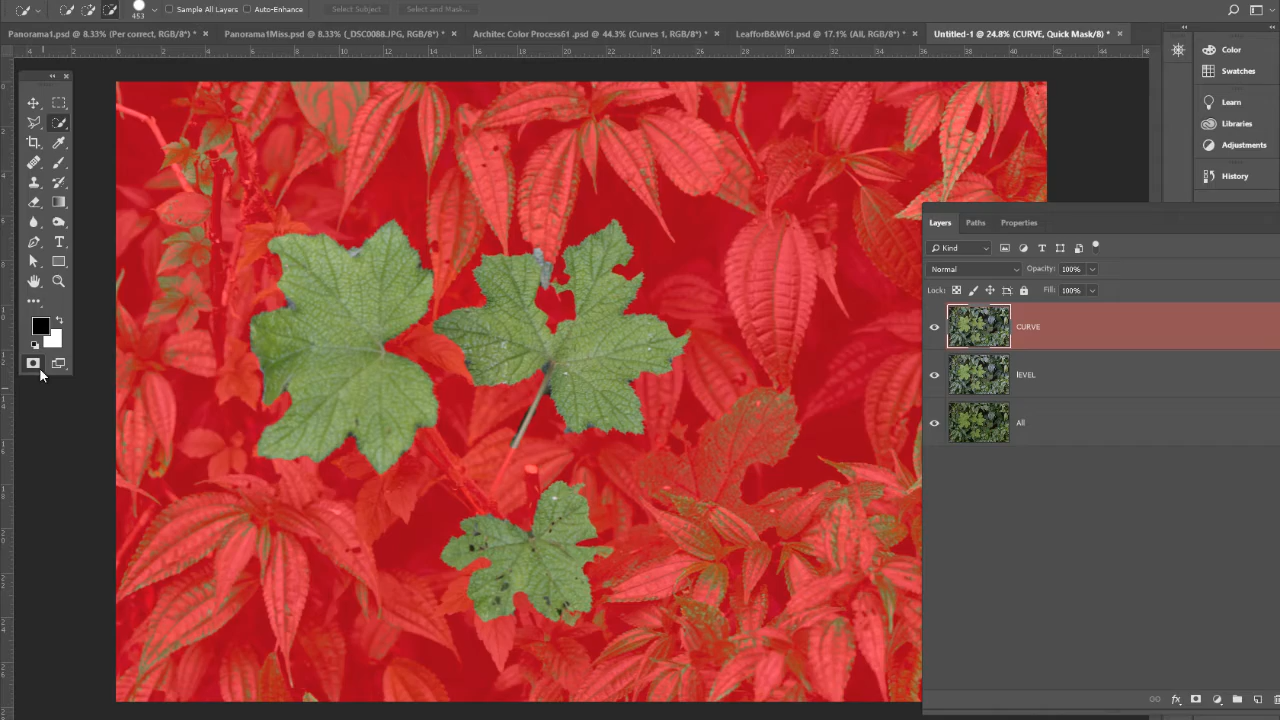 453
Sample All Layers
Auto-Enhance
Select Subject
Select and Mask...
Panorama1.psd @ 8.33% (Per correct, RGB/8*) *
Panorama1Miss.psd @ 8.33% (_DSC0088.JPG, RGB/8*) *
Architec Color Process61 .psd @ 44.3% (Curves 1, RGB/8*) *
LeafforB&W61.psd @ 17.1% (All, RGB/8*) *
Untitled-1 @ 24.8% (CURVE, Quick Mask/8) *
Color
Swatches
Learn
Libraries
Adjustments
History
Layers
Paths
Properties
Kind
Normal
Opacity: 100%
Lock:
Fill: 100%
CURVE
lEVEL
All